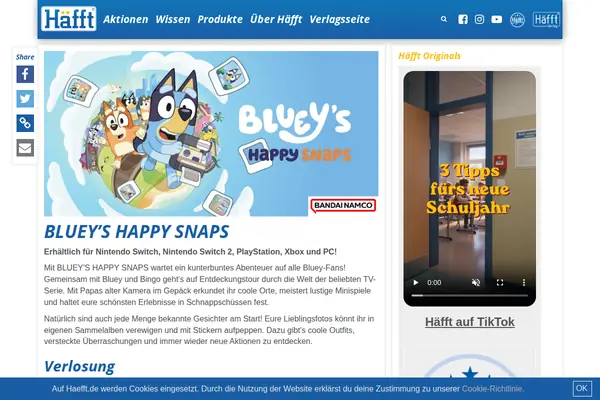 Häfft
Aktionen Wissen Produkte Über Häfft Verlagsseite
Häfft
Share
BLUEY'S
HAPPY SNAPS
BANDAI NAMCO
BLUEY'S HAPPY SNAPS
Erhältlich für Nintendo Switch, Nintendo Switch 2, PlayStation, Xbox und PC!
Mit BLUEY'S HAPPY SNAPS wartet ein kunterbuntes Abenteuer auf alle Bluey-Fans!
Gemeinsam mit Bluey und Bingo geht's auf Entdeckungstour durch die Welt der beliebten TV-
Serie. Mit Papas alter Kamera im Gepäck erkundet ihr coole Orte, meistert lustige Minispiele
und haltet eure schönsten Erlebnisse in Schnappschüssen fest.
Natürlich sind auch jede Menge bekannte Gesichter am Start! Eure Lieblingsfotos könnt ihr in
eigenen Sammelalben verewigen und mit Stickern aufpeppen. Dazu gibt's coole Outfits,
versteckte Überraschungen und immer wieder neue Aktionen zu entdecken.
Verlosung
Häfft Originals
3 Tipps
fürs neue
Schuljahr
Häfft auf TikTok
Auf Haefft.de werden Cookies eingesetzt. Durch die Nutzung der Website erklärst du deine Zustimmung zu unserer Cookie-Richtlinie.
OK